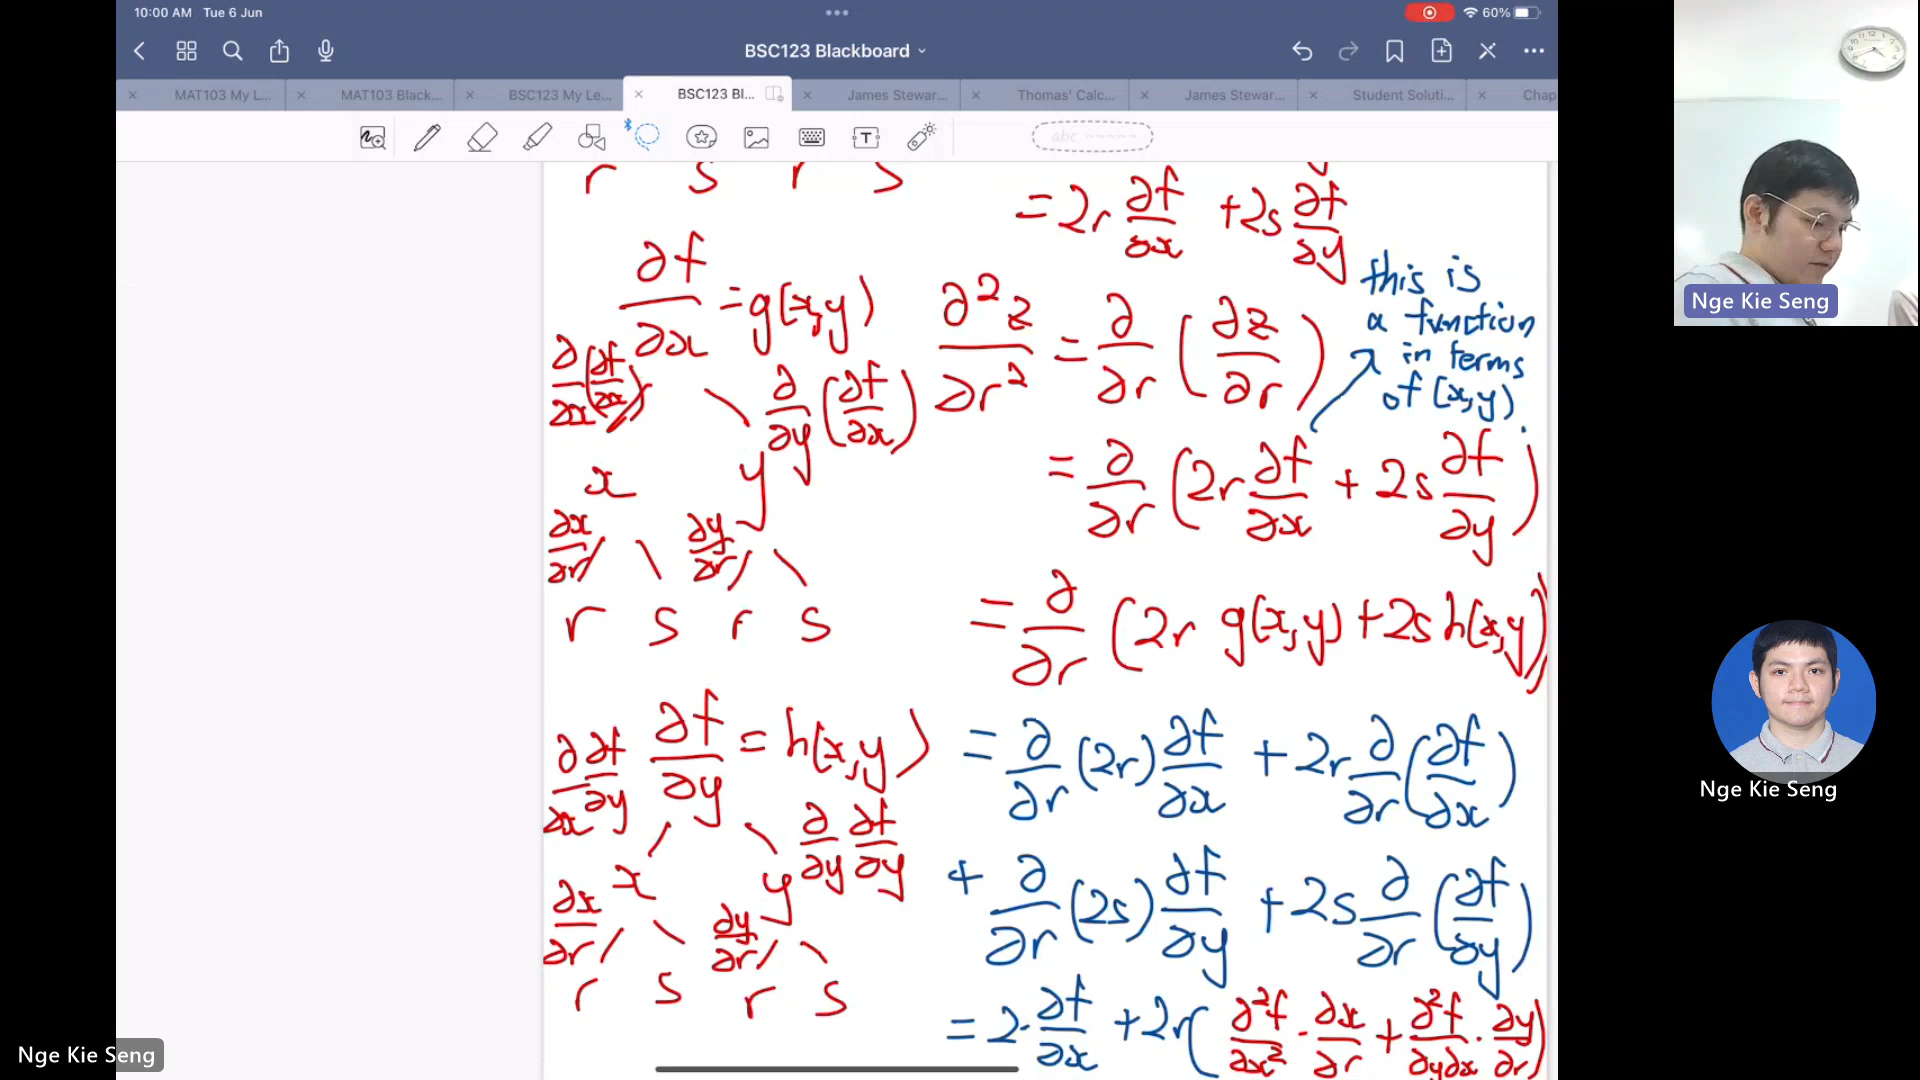 10:00 AM Tue 6 Jun
60%
BSC123 Blackboard
MAT103 My L...
MAT103 Black...
BSC123 My Le...
BSC123 Bl...
James Stewar...
Thomas' Calc...
James Stewar...
Student Soluti...
Chap
abc
r s r s
= 2r ∂f/∂x + 2s ∂f/∂y
∂f/∂x = g(x,y)
∂/∂x (∂f/∂x)
∂/∂y (∂f/∂x)
x y
∂x/∂r ∂y/∂r
r s r s
∂²z/∂r² = ∂/∂r (∂z/∂r)
this is
a function
in terms
of (x,y).
= ∂/∂r (2r ∂f/∂x + 2s ∂f/∂y)
= ∂/∂r (2r g(x,y) + 2s h(x,y))
∂f/∂y = h(x,y)
∂/∂x ∂f/∂y
∂/∂y ∂f/∂y
x y
∂x/∂r ∂y/∂r
r s r s
= ∂/∂r (2r) ∂f/∂x + 2r ∂/∂r (∂f/∂x)
+ ∂/∂r (2s) ∂f/∂y + 2s ∂/∂r (∂f/∂y)
= 2·∂f/∂x + 2r( ∂²f/∂x² · ∂x/∂r + ∂²f/∂y∂x · ∂y/∂r)
Nge Kie Seng
Nge Kie Seng
Nge Kie Seng